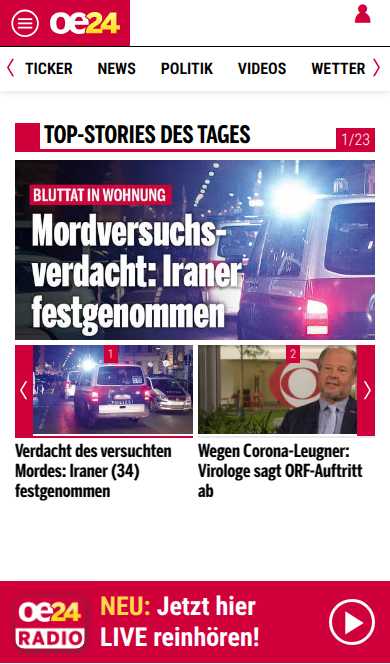 oe24
TICKER NEWS POLITIK VIDEOS WETTER
TOP-STORIES DES TAGES
1/23
BLUTTAT IN WOHNUNG
Mordversuchs-
verdacht: Iraner
festgenommen
1
2
Verdacht des versuchten
Mordes: Iraner (34)
festgenommen
Wegen Corona-Leugner:
Virologe sagt ORF-Auftritt
ab
oe24
RADIO
NEU: Jetzt hier
LIVE reinhören!